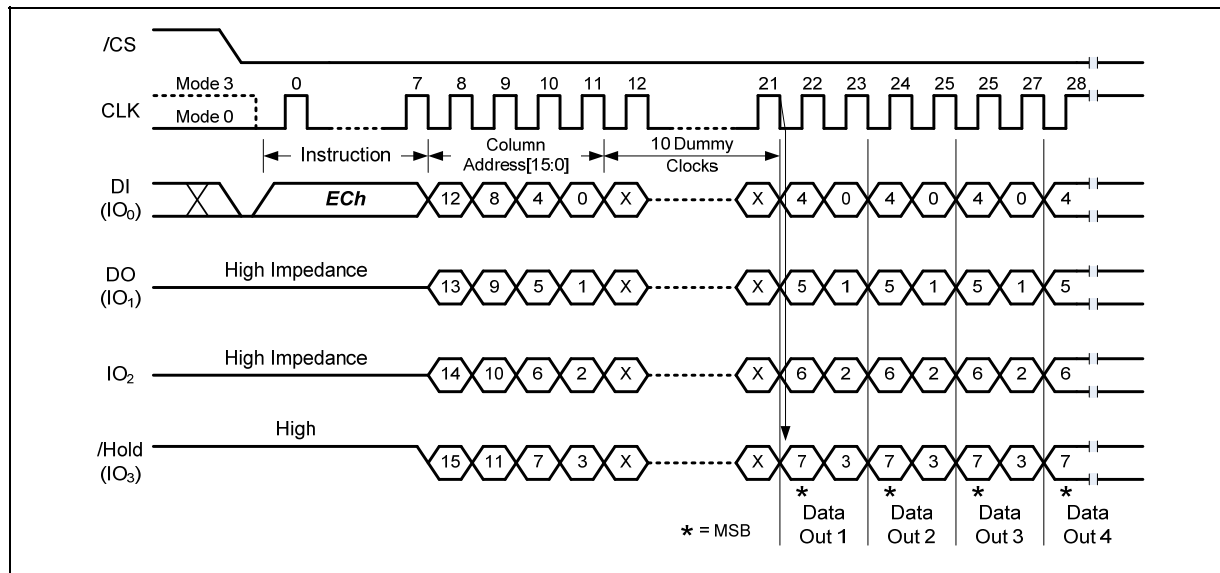 /CS
Mode 3 0 7 8 9 10 11 12 21 22 23 24 25 25 27 28
CLK
Mode 0
Instruction
Column
Address[15:0]
10 Dummy
Clocks
DI
(IO0)
ECh 12 8 4 0 X X 4 0 4 0 4 0 4
DO
(IO1)
High Impedance 13 9 5 1 X X 5 1 5 1 5 1 5
IO2
High Impedance 14 10 6 2 X X 6 2 6 2 6 2 6
/Hold
(IO3)
High 15 11 7 3 X X 7 3 7 3 7 3 7
* * * *
* = MSB
Data
Out 1
Data
Out 2
Data
Out 3
Data
Out 4